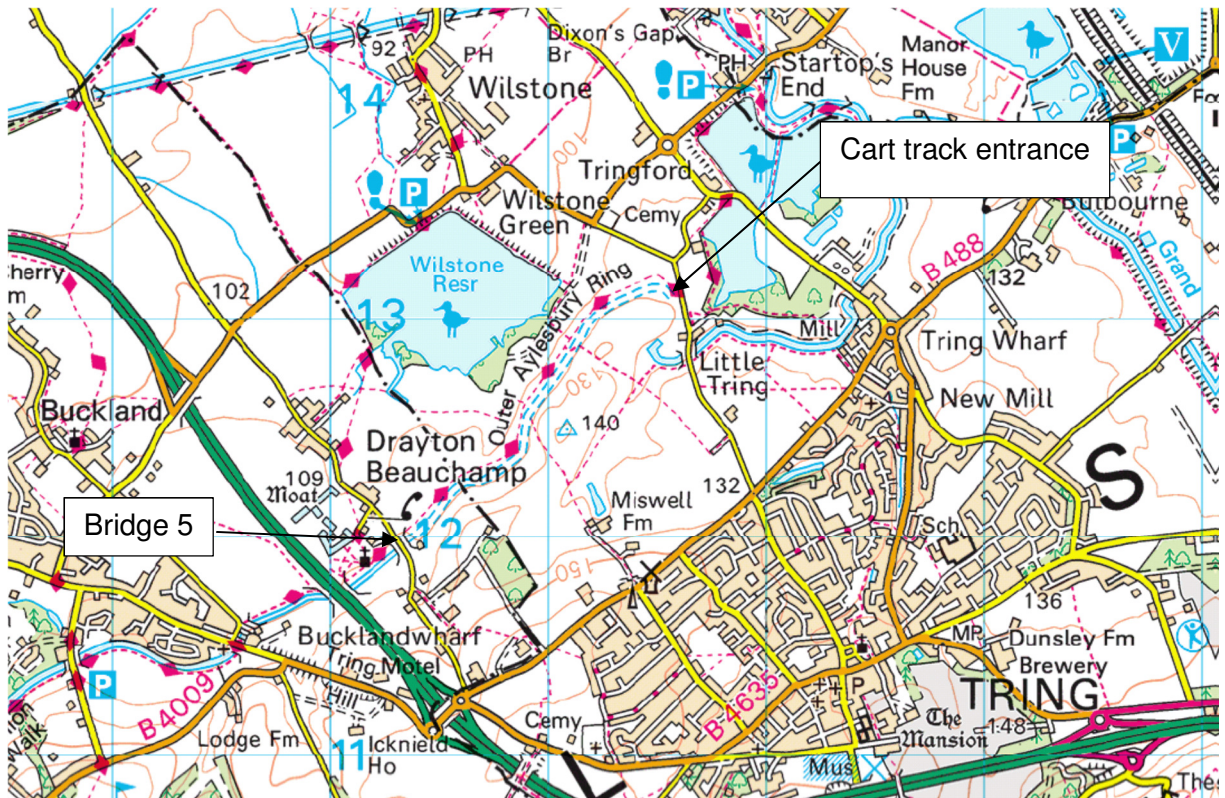 Dixon's Gap
Br
PH
92
Wilstone
14
PH
Startop's
End
Manor
House
Fm
V
P
P
100
Tringford
Cart track entrance
P
Wilstone
Green
Cemy
Bulbourne
B 488
132
Grand
Wilstone
Resr
Outer Aylesbury Ring
102
13
Mill
Tring Wharf
Little
Tring
New Mill
130
140
Buckland
Drayton
Beauchamp
109
Moat
132
S
Bridge 5
12
Miswell
Fm
Sch
150
136
Bucklandwharf
Tring Motel
Hill
MP
Dunsley Fm
Brewery
P
B 4009
TRING
B 4635
P
The
Mansion
148
Lodge Fm
Cemy
11
Icknield
Ho
Mus
Walk